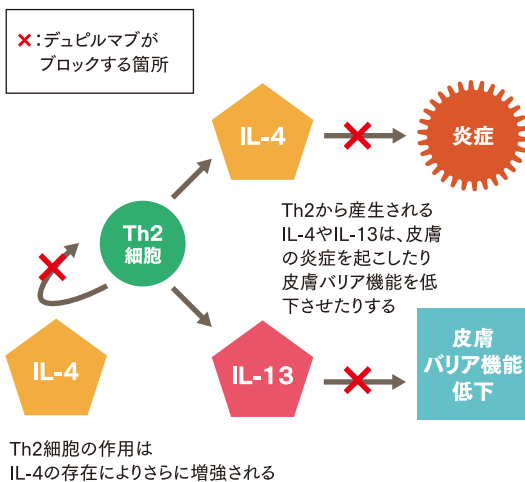 ×:デュピルマブが
ブロックする箇所
IL-4
炎症
Th2
細胞
Th2から産生される
IL-4やIL-13は、皮膚
の炎症を起こしたり
皮膚バリア機能を低
下させたりする
IL-4
IL-13
皮膚
バリア機能
低下
Th2細胞の作用は
IL-4の存在によりさらに増強される